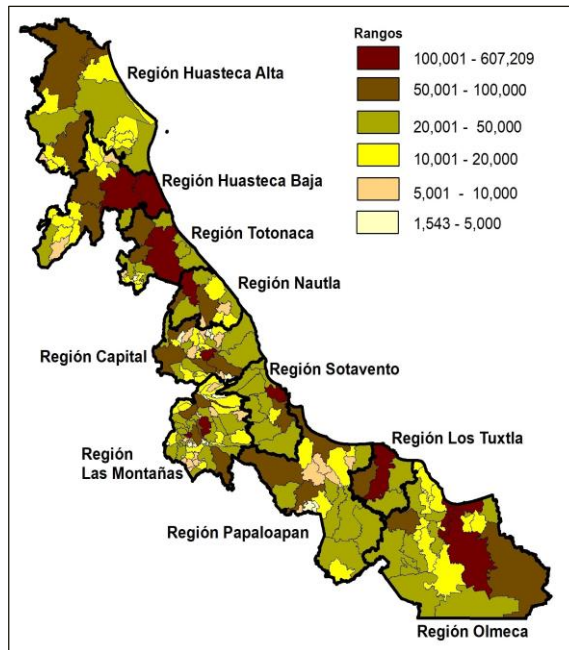 Rangos
100,001 - 607,209
50,001 - 100,000
20,001 - 50,000
10,001 - 20,000
5,001 - 10,000
1,543 - 5,000
Región Huasteca Alta
Región Huasteca Baja
Región Totonaca
Región Nautla
Región Capital
Región Sotavento
Región Los Tuxtla
Región
Las Montañas
Región Papaloapan
Región Olmeca